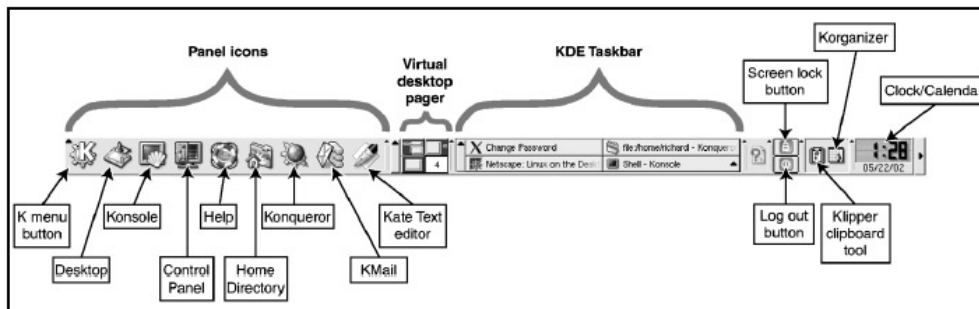 Panel icons
Virtual
desktop
pager
KDE Taskbar
Korganizer
Screen lock
button
Clock/Calenda
K
4
X Change Password
file:/home/richard - Konqueror
Netscape: Linux on the Desk
Shell - Konsole
1:28
05/22/02
K menu
button
Konsole
Help
Konqueror
Kate Text
editor
Log out
button
Klipper
clipboard
tool
Desktop
Control
Panel
Home
Directory
KMail